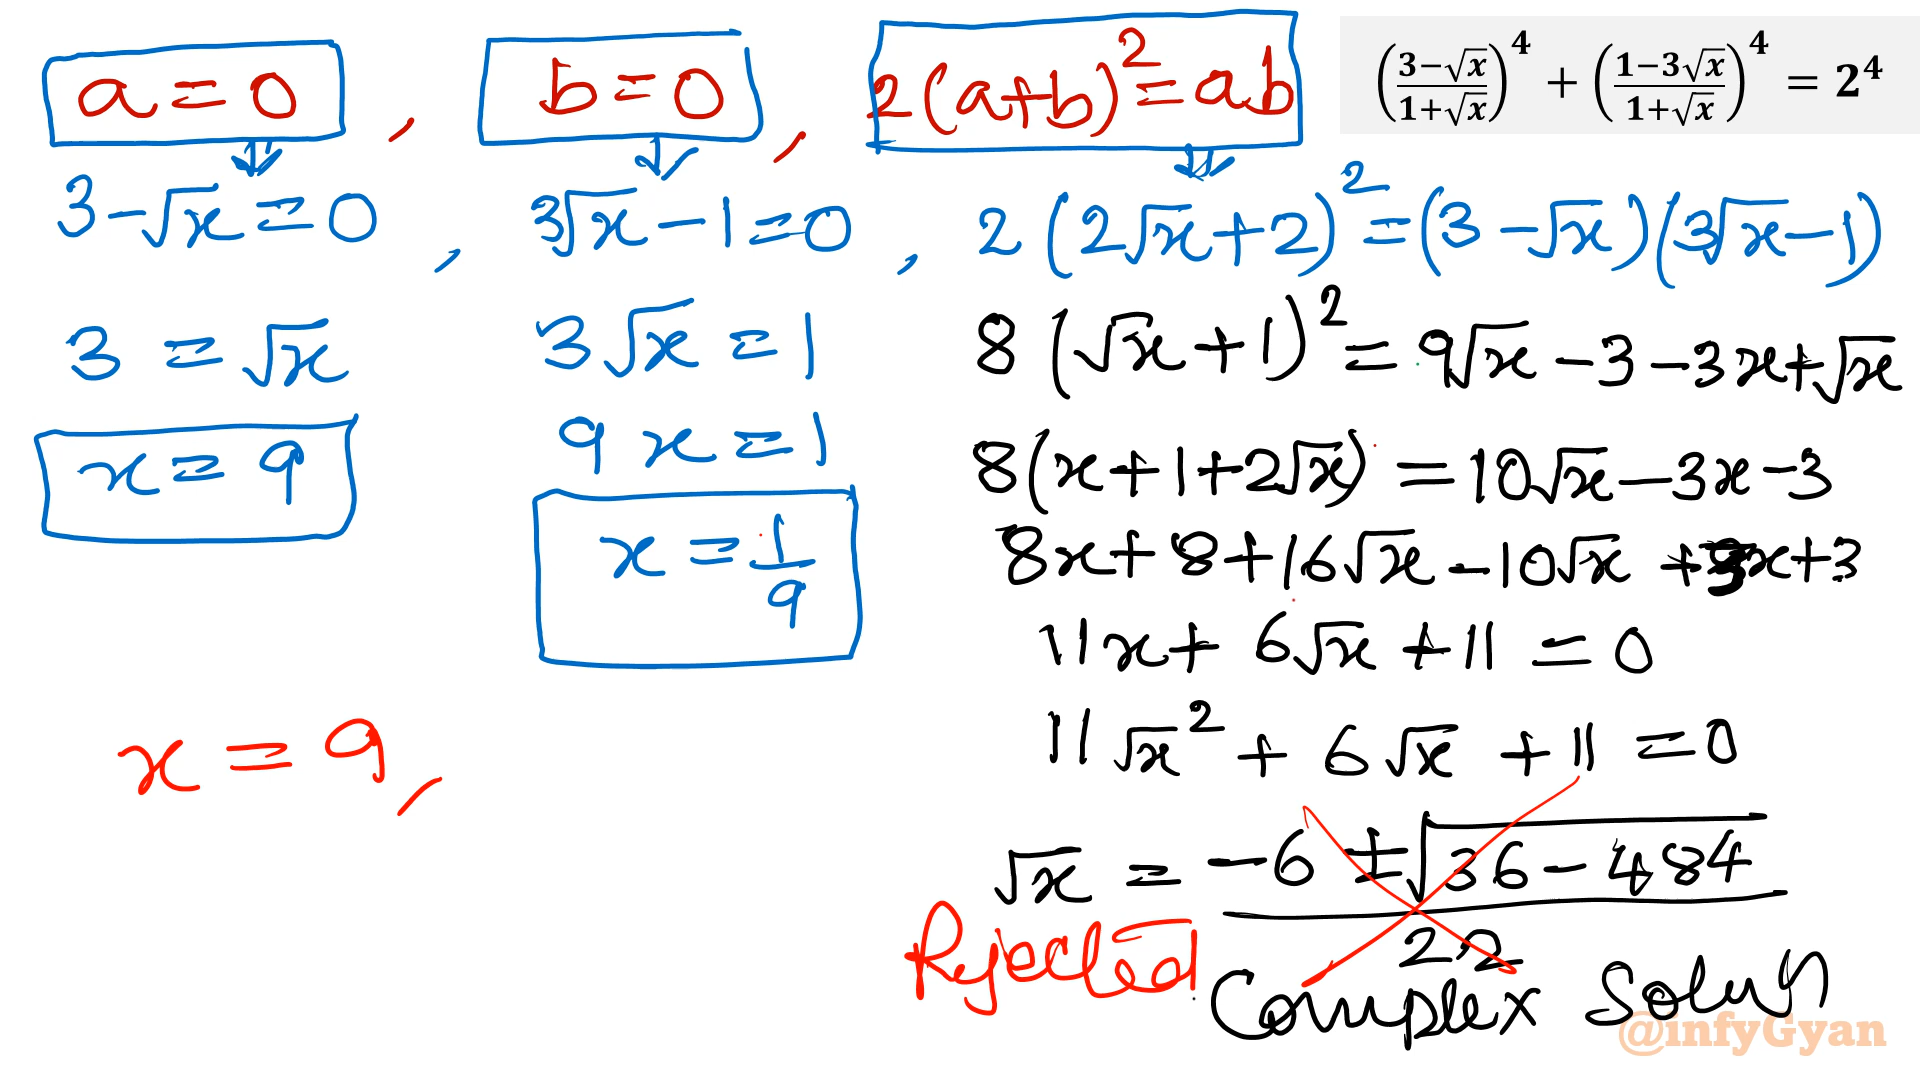 a = 0 , b = 0 , 2(a+b)² = ab
((3−√x)/(1+√x))⁴ + ((1−3√x)/(1+√x))⁴ = 2⁴
3−√x = 0 , 3√x − 1 = 0 , 2(2√x+2)² = (3−√x)(3√x−1)
3 = √x
x = 9
3√x = 1
9x = 1
x = 1/9
8(√x+1)² = 9√x − 3 − 3x + √x
8(x+1+2√x) = 10√x − 3x − 3
8x + 8 + 16√x − 10√x + 3x + 3
11x + 6√x + 11 = 0
11√x² + 6√x + 11 = 0
√x = (−6 ± √(36−484))/22
Rejected
Complex Soluⁿ
x = 9,
@infyGyan